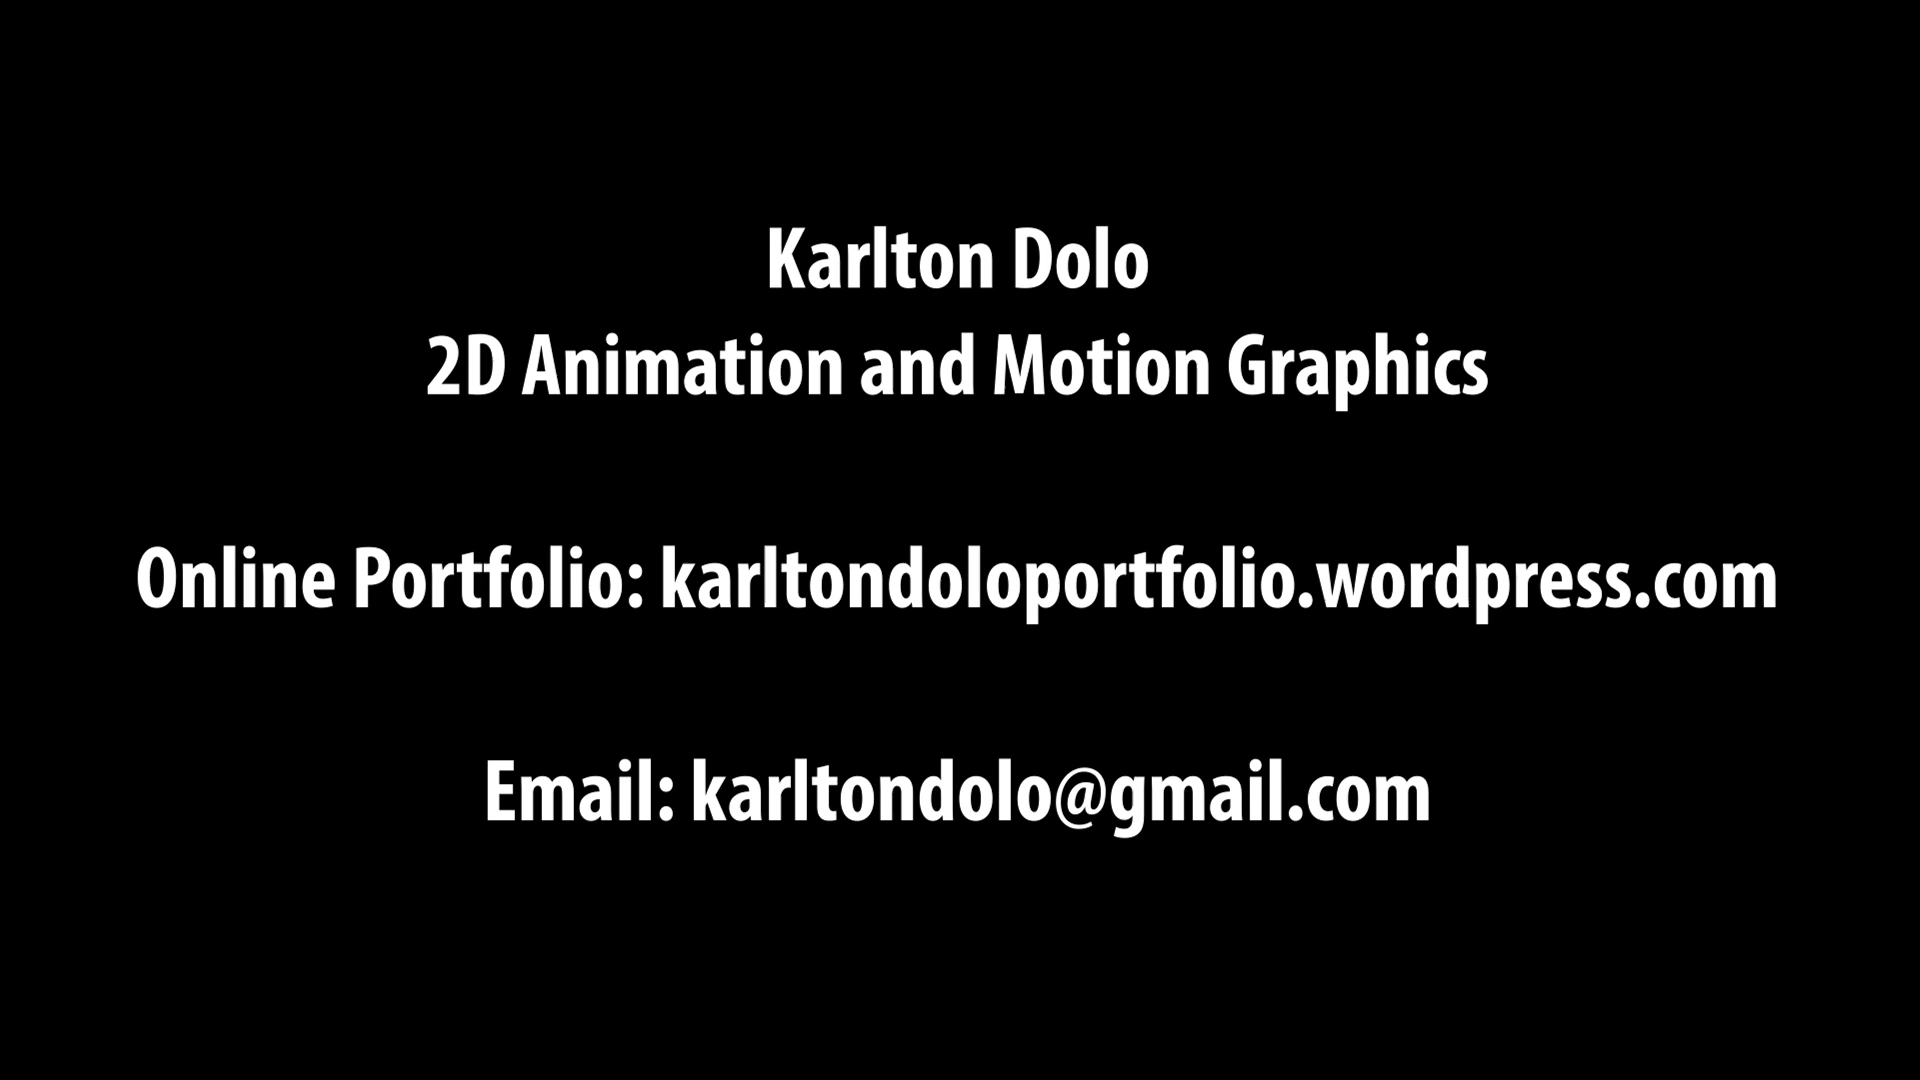 Karlton Dolo
2D Animation and Motion Graphics
Online Portfolio: karltondoloportfolio.wordpress.com
Email: karltondolo@gmail.com